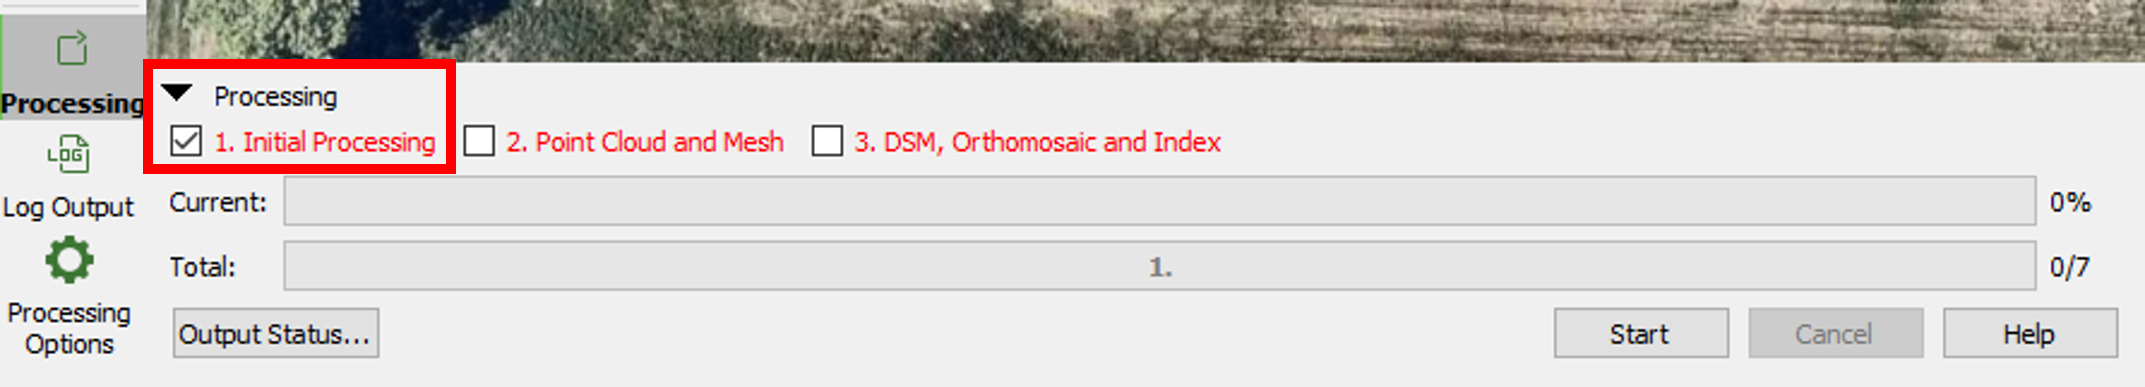 Processing
LOG
Log Output
Processing
Options
Processing
1. Initial Processing 2. Point Cloud and Mesh 3. DSM, Orthomosaic and Index
Current: 0%
Total: 1. 0/7
Output Status... Start Cancel Help